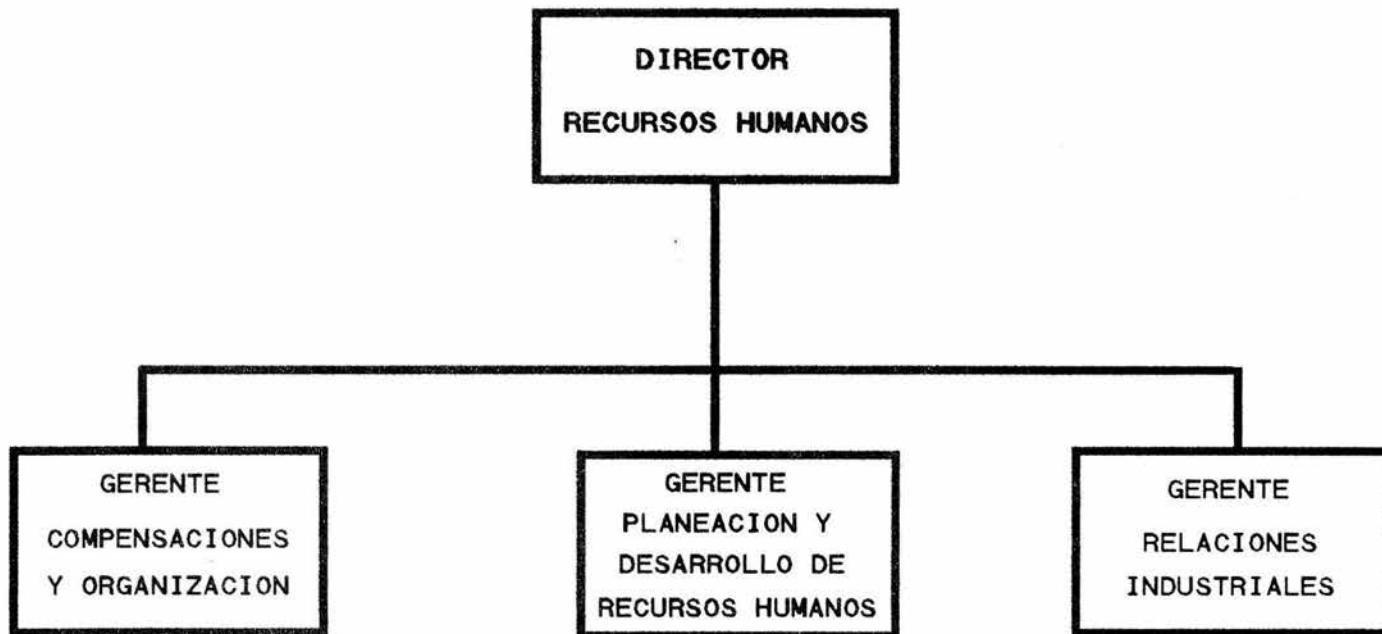 DIRECTOR
RECURSOS HUMANOS
GERENTE
COMPENSACIONES
Y ORGANIZACION
GERENTE
PLANEACION Y
DESARROLLO DE
RECURSOS HUMANOS
GERENTE
RELACIONES
INDUSTRIALES